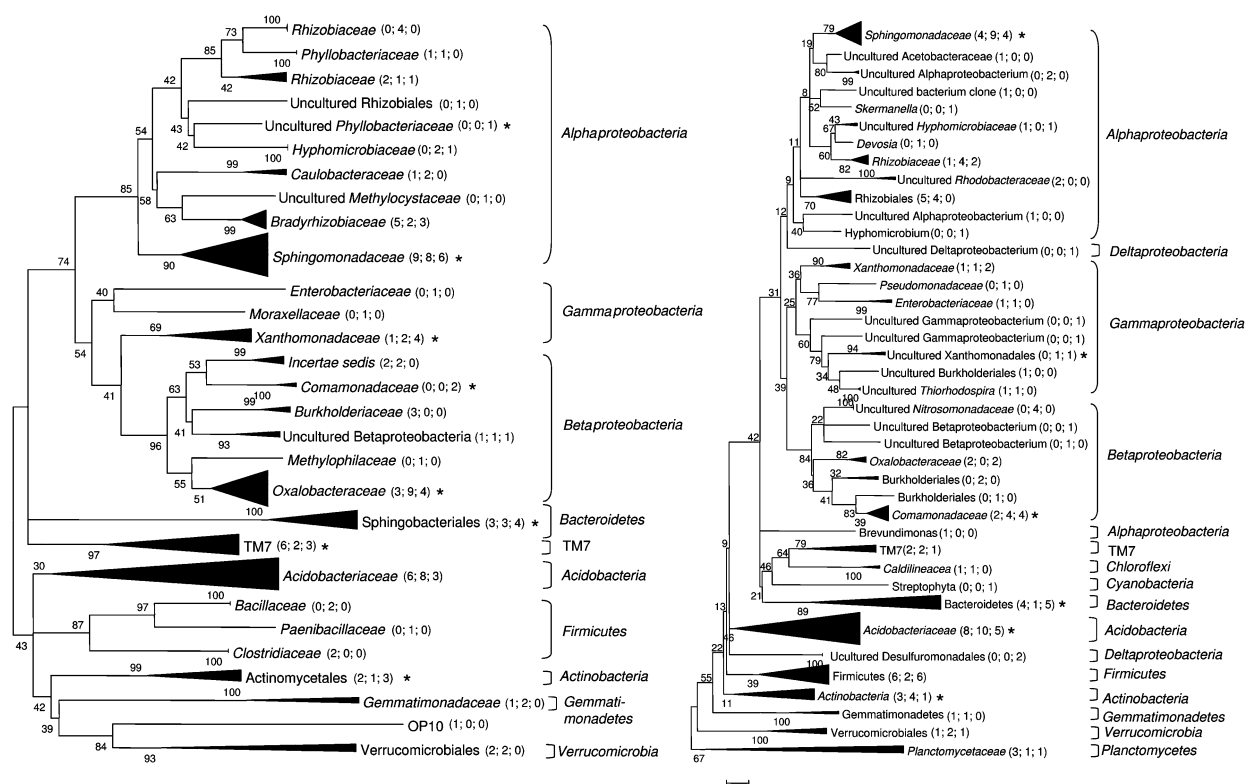 100
Rhizobiaceae (0; 4; 0)
73
85
Phyllobacteriaceae (1; 1; 0)
100
Rhizobiaceae (2; 1; 1)
42
42
Uncultured Rhizobiales (0; 1; 0)
54
43
Uncultured Phyllobacteriaceae (0; 0; 1) *
Alphaproteobacteria
42
Hyphomicrobiaceae (0; 2; 1)
100
99
Caulobacteraceae (1; 2; 0)
85
58
Uncultured Methylocystaceae (0; 1; 0)
63
Bradyrhizobiaceae (5; 2; 3)
99
Sphingomonadaceae (9; 8; 6) *
90
74
40
Enterobacteriaceae (0; 1; 0)
Moraxellaceae (0; 1; 0)
Gammaproteobacteria
69
Xanthomonadaceae (1; 2; 4) *
54
99
Incertae sedis (2; 2; 0)
53
Comamonadaceae (0; 0; 2) *
100
41
63
99
Burkholderiaceae (3; 0; 0)
Betaproteobacteria
41
Uncultured Betaproteobacteria (1; 1; 1)
93
96
Methylophilaceae (0; 1; 0)
55
51
Oxalobacteraceae (3; 9; 4) *
100
Sphingobacteriales (3; 3; 4) *
Bacteroidetes
TM7 (6; 2; 3) *
TM7
97
30
Acidobacteriaceae (6; 8; 3)
Acidobacteria
100
97
Bacillaceae (0; 2; 0)
87
Paenibacillaceae (0; 1; 0)
Firmicutes
43
Clostridiaceae (2; 0; 0)
99
100
Actinomycetales (2; 1; 3) *
Actinobacteria
100
42
Gemmatimonadaceae (1; 2; 0)
Gemmati-
monadetes
39
OP10 (1; 0; 0)
84
Verrucomicrobiales (2; 2; 0)
Verrucomicrobia
93
79
Sphingomonadaceae (4; 9; 4) *
19
Uncultured Acetobacteraceae (1; 0; 0)
80
Uncultured Alphaproteobacterium (0; 2; 0)
99
8
Uncultured bacterium clone (1; 0; 0)
52
Skermanella (0; 0; 1)
43
67
Uncultured Hyphomicrobiaceae (1; 0; 1)
Alphaproteobacteria
11
Devosia (0; 1; 0)
60
Rhizobiaceae (1; 4; 2)
82
100
9
Uncultured Rhodobacteraceae (2; 0; 0)
Rhizobiales (5; 4; 0)
70
12
Uncultured Alphaproteobacterium (1; 0; 0)
40
Hyphomicrobium (0; 0; 1)
Uncultured Deltaproteobacterium (0; 0; 1)
Deltaproteobacteria
90
Xanthomonadaceae (1; 1; 2)
36
Pseudomonadaceae (0; 1; 0)
31
25
77
Enterobacteriaceae (1; 1; 0)
99
Uncultured Gammaproteobacterium (0; 0; 1)
Gammaproteobacteria
Uncultured Gammaproteobacterium (0; 0; 1)
60
94
79
Uncultured Xanthomonadales (0; 1; 1) *
34
Uncultured Burkholderiales (1; 0; 0)
39
48
Uncultured Thiorhodospira (1; 1; 0)
100
100
Uncultured Nitrosomonadaceae (0; 4; 0)
22
Uncultured Betaproteobacterium (0; 0; 1)
42
Uncultured Betaproteobacterium (0; 1; 0)
84
82
Oxalobacteraceae (2; 0; 2)
Betaproteobacteria
32
36
Burkholderiales (0; 2; 0)
41
Burkholderiales (0; 1; 0)
83
Comamonadaceae (2; 4; 4) *
39
Brevundimonas (1; 0; 0)
Alphaproteobacteria
9
79
64
TM7(2; 2; 1)
TM7
46
Caldilineacea (1; 1; 0)
Chloroflexi
100
Streptophyta (0; 0; 1)
Cyanobacteria
21
Bacteroidetes (4; 1; 5) *
Bacteroidetes
89
13
Acidobacteriaceae (8; 10; 5) *
Acidobacteria
46
22
Ucultured Desulfuromonadales (0; 0; 2)
Deltaproteobacteria
100
Firmicutes (6; 2; 6)
Firmicutes
55
39
Actinobacteria (3; 4; 1) *
Actinobacteria
11
Gemmatimonadetes (1; 1; 0)
Gemmatimonadetes
100
Verrucomicrobiales (1; 2; 1)
Verrucomicrobia
100
Planctomycetaceae (3; 1; 1)
Planctomycetes
67